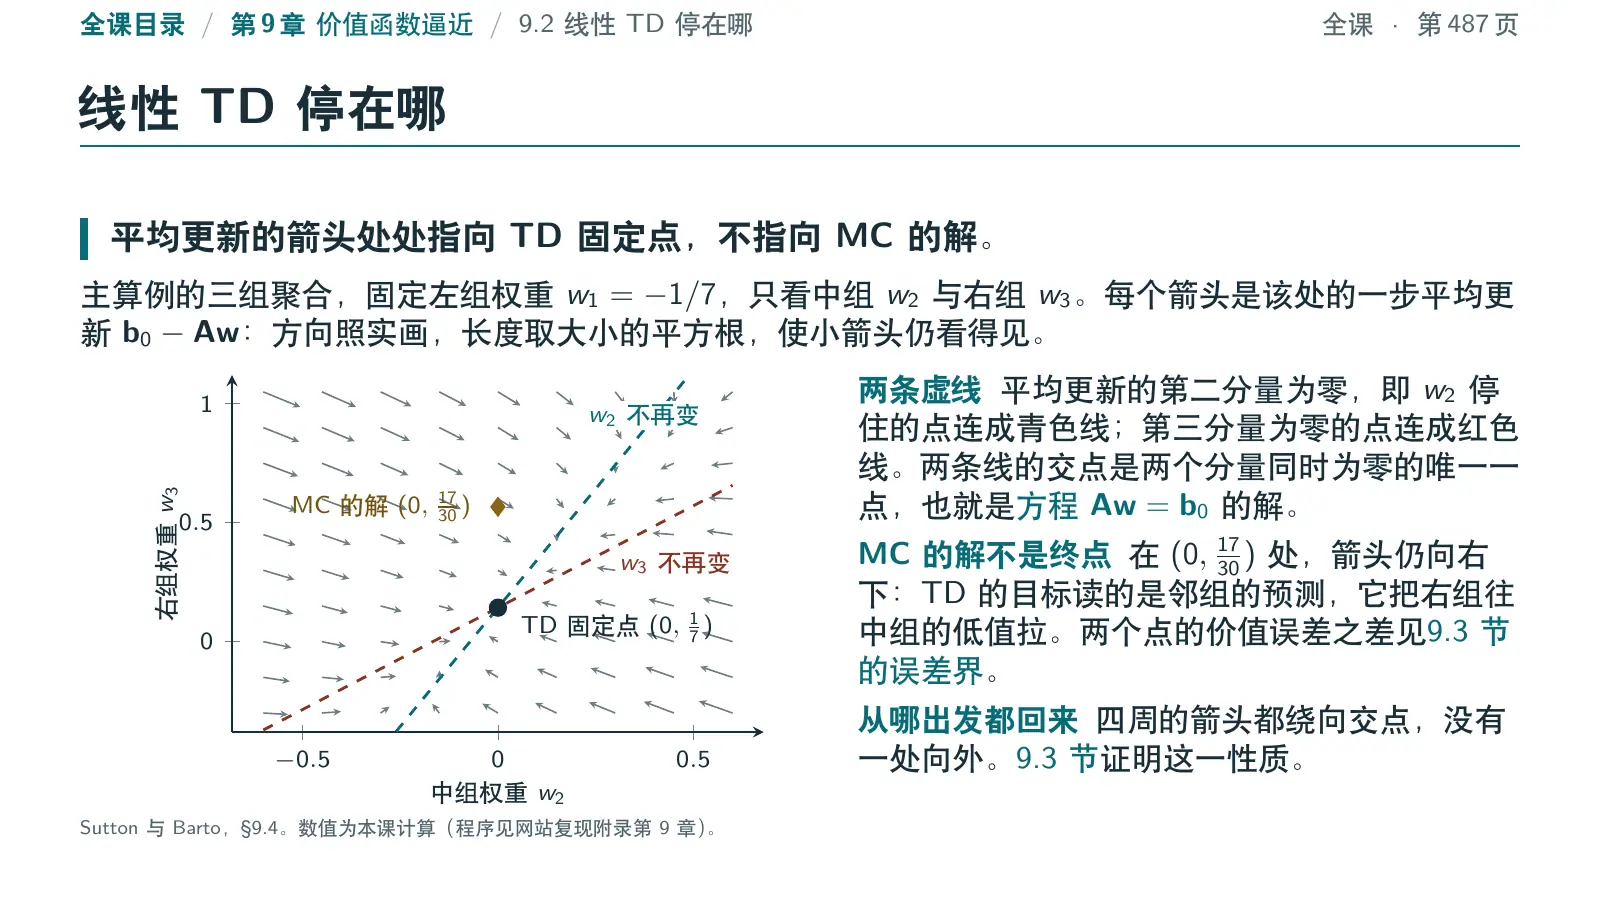 全课目录 / 第9章 价值函数逼近 / 9.2 线性 TD 停在哪
全课 · 第487页
线性 TD 停在哪
平均更新的箭头处处指向 TD 固定点，不指向 MC 的解。
主算例的三组聚合，固定左组权重 w₁ = −1/7，只看中组 w₂ 与右组 w₃。每个箭头是该处的一步平均更
新 b₀ − Aw：方向照实画，长度取大小的平方根，使小箭头仍看得见。
1
0.5
0
右组权重 w₃
w₂ 不再变
MC 的解 (0, 17/30)
w₃ 不再变
TD 固定点 (0, 1/7)
−0.5
0
0.5
中组权重 w₂
两条虚线 平均更新的第二分量为零，即 w₂ 停
住的点连成青色线；第三分量为零的点连成红色
线。两条线的交点是两个分量同时为零的唯一一
点，也就是方程 Aw = b₀ 的解。
MC 的解不是终点 在 (0, 17/30) 处，箭头仍向右
下：TD 的目标读的是邻组的预测，它把右组往
中组的低值拉。两个点的价值误差之差见9.3 节
的误差界。
从哪出发都回来 四周的箭头都绕向交点，没有
一处向外。9.3 节证明这一性质。
Sutton 与 Barto，§9.4。数值为本课计算（程序见网站复现附录第 9 章）。